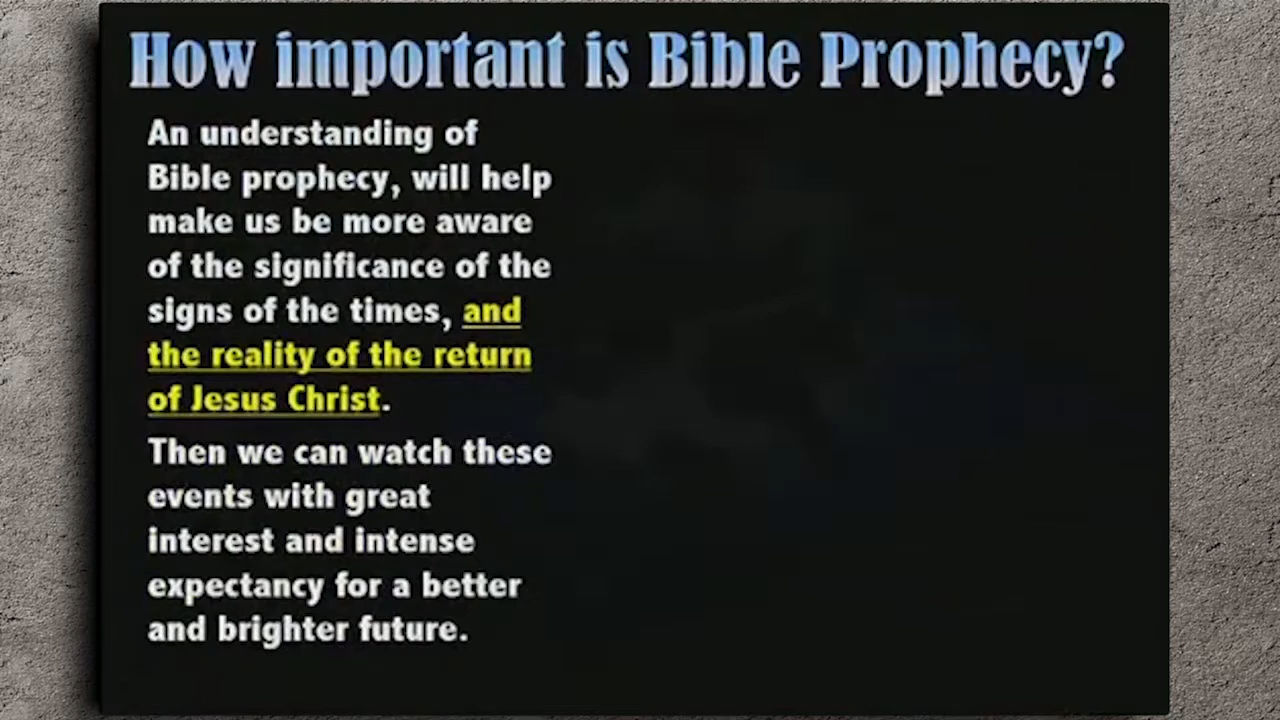 How important is Bible Prophecy?
An understanding of
Bible prophecy, will help
make us be more aware
of the significance of the
signs of the times, and
the reality of the return
of Jesus Christ.
Then we can watch these
events with great
interest and intense
expectancy for a better
and brighter future.